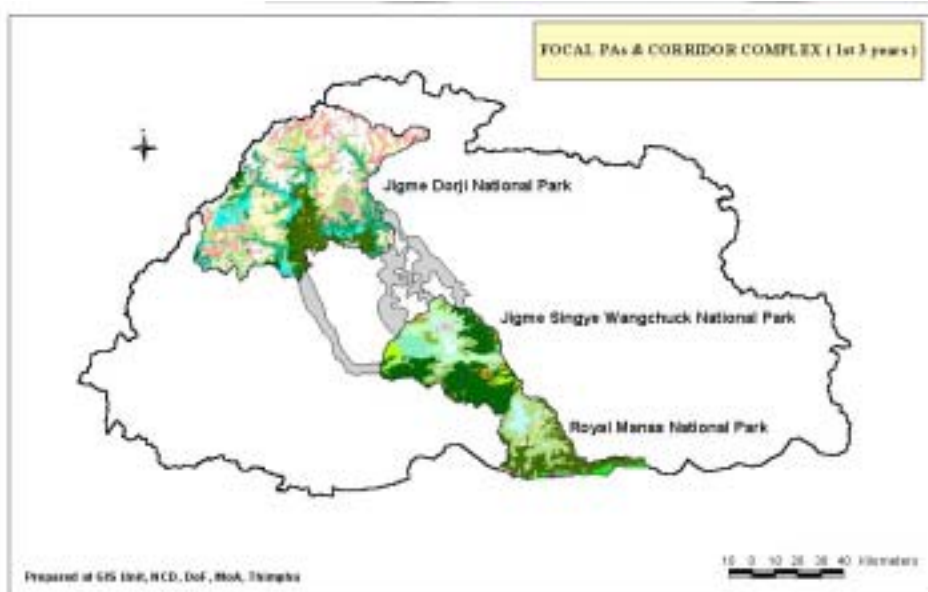 FOCAL PAs & CORRIDOR COMPLEX ( 1st 3 years )
Jigme Dorji National Park
Jigme Singye Wangchuck National Park
Royal Manas National Park
Prepared at GIS Unit, NCD, DoF, MoA, Thimphu
10 0 10 20 30 40 Kilometers